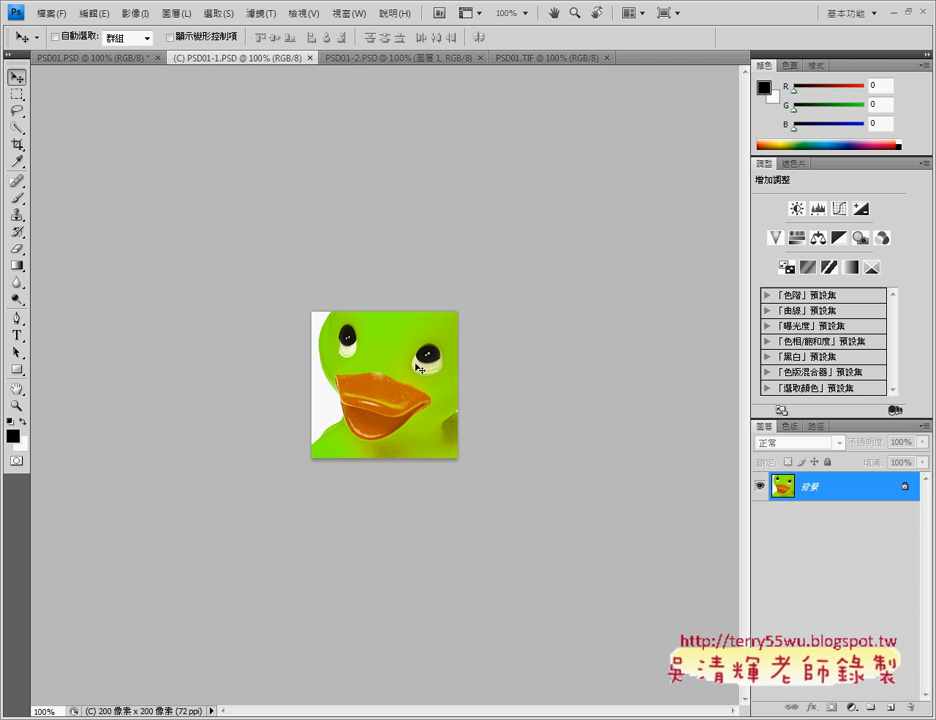 Ps 檔案(F) 編輯(E) 影像(I) 圖層(L) 選取(S) 濾鏡(T) 檢視(V) 視窗(W) 說明(H) Br 100% 基本功能
自動選取: 群組 顯示變形控制項
PSD01.PSD @ 100% (RGB/8) * (C) PSD01-1.PSD @ 100% (RGB/8) PSD01-2.PSD @ 100% (圖層 1, RGB/8) PSD01.TIF @ 100% (RGB/8)
顏色 色票 樣式
R 0
G 0
B 0
調整 遮色片
增加調整
「色階」預設集
「曲線」預設集
「曝光度」預設集
「色相/飽和度」預設集
「黑白」預設集
「色版混合器」預設集
「選取顏色」預設集
圖層 色版 路徑
正常 不透明度: 100%
鎖定: 填滿: 100%
背景
http://terry55wu.blogspot.tw
吳清輝老師錄製
100% (C) 200 像素 x 200 像素 (72 ppi)